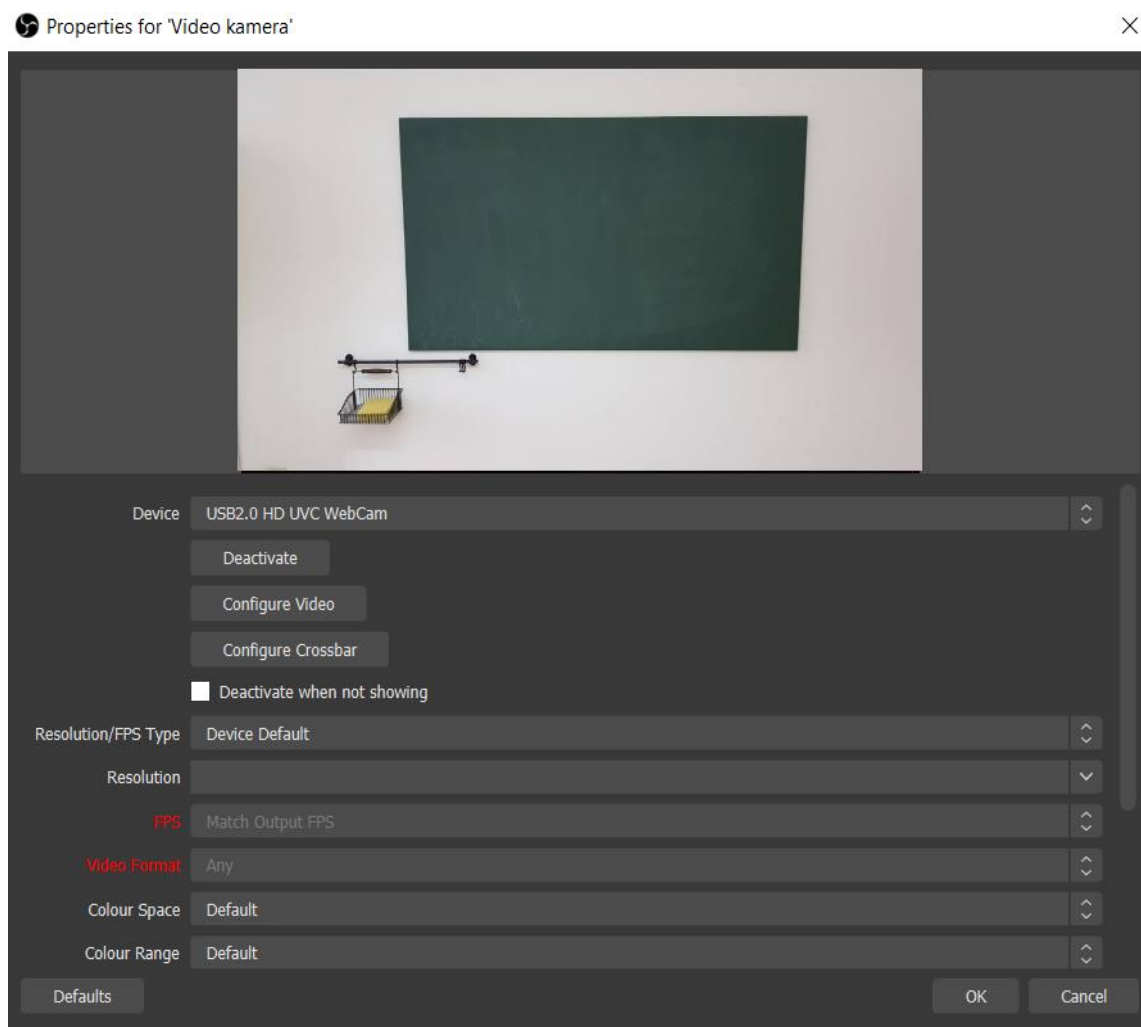 Properties for 'Video kamera'
Device USB2.0 HD UVC WebCam
Deactivate
Configure Video
Configure Crossbar
Deactivate when not showing
Resolution/FPS Type Device Default
Resolution
FPS Match Output FPS
Video Format Any
Colour Space Default
Colour Range Default
Defaults OK Cancel